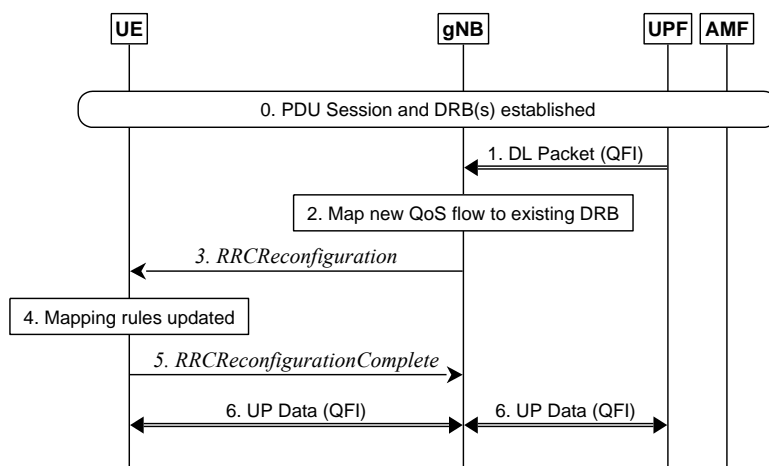 UE
gNB
UPF
AMF
0. PDU Session and DRB(s) established
1. DL Packet (QFI)
2. Map new QoS flow to existing DRB
3. RRCReconfiguration
4. Mapping rules updated
5. RRCReconfigurationComplete
6. UP Data (QFI)
6. UP Data (QFI)